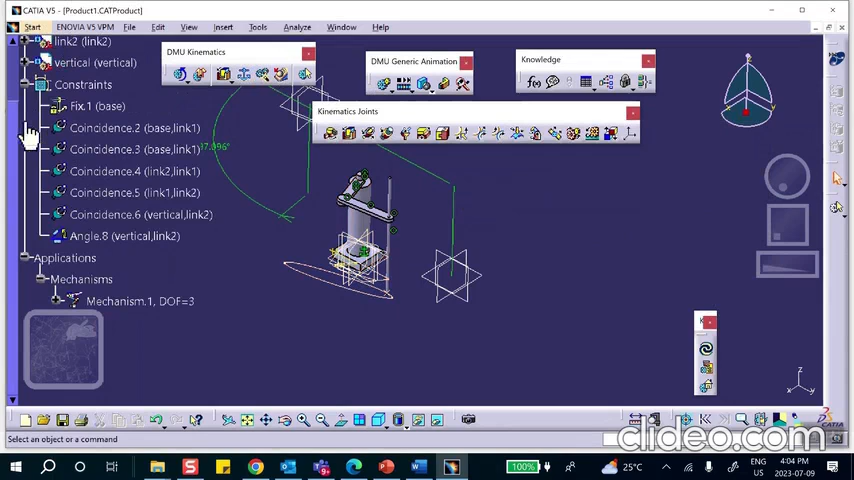 CATIA V5 - [Product1.CATProduct]
Start ENOVIA V5 VPM File Edit View Insert Tools Analyze Window Help
link2 (link2)
vertical (vertical)
Constraints
Fix.1 (base)
Coincidence.2 (base,link1)
Coincidence.3 (base,link1)
Coincidence.4 (link2,link1)
Coincidence.5 (link1,link2)
Coincidence.6 (vertical,link2)
Angle.8 (vertical,link2)
Applications
Mechanisms
Mechanism.1, DOF=3
DMU Kinematics
DMU Generic Animation
Knowledge
Kinematics Joints
f(x)
z
x
y
CATIA
Select an object or a command
clideo.com
100%
25°C
ENG
US
4:04 PM
2023-07-09